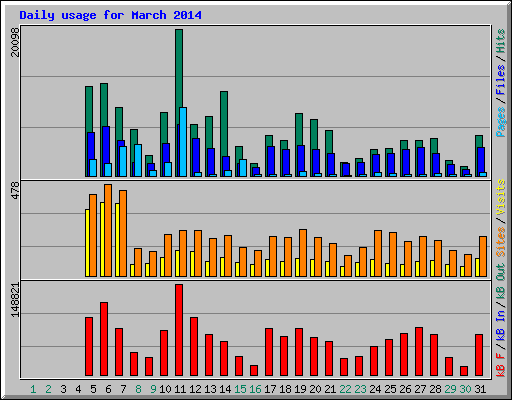 Daily usage for March 2014
20098
478
148821
Pages / Files / Hits
Sites / Visits
kB F / kB In / kB Out
1 2 3 4 5 6 7 8 9 10 11 12 13 14 15 16 17 18 19 20 21 22 23 24 25 26 27 28 29 30 31